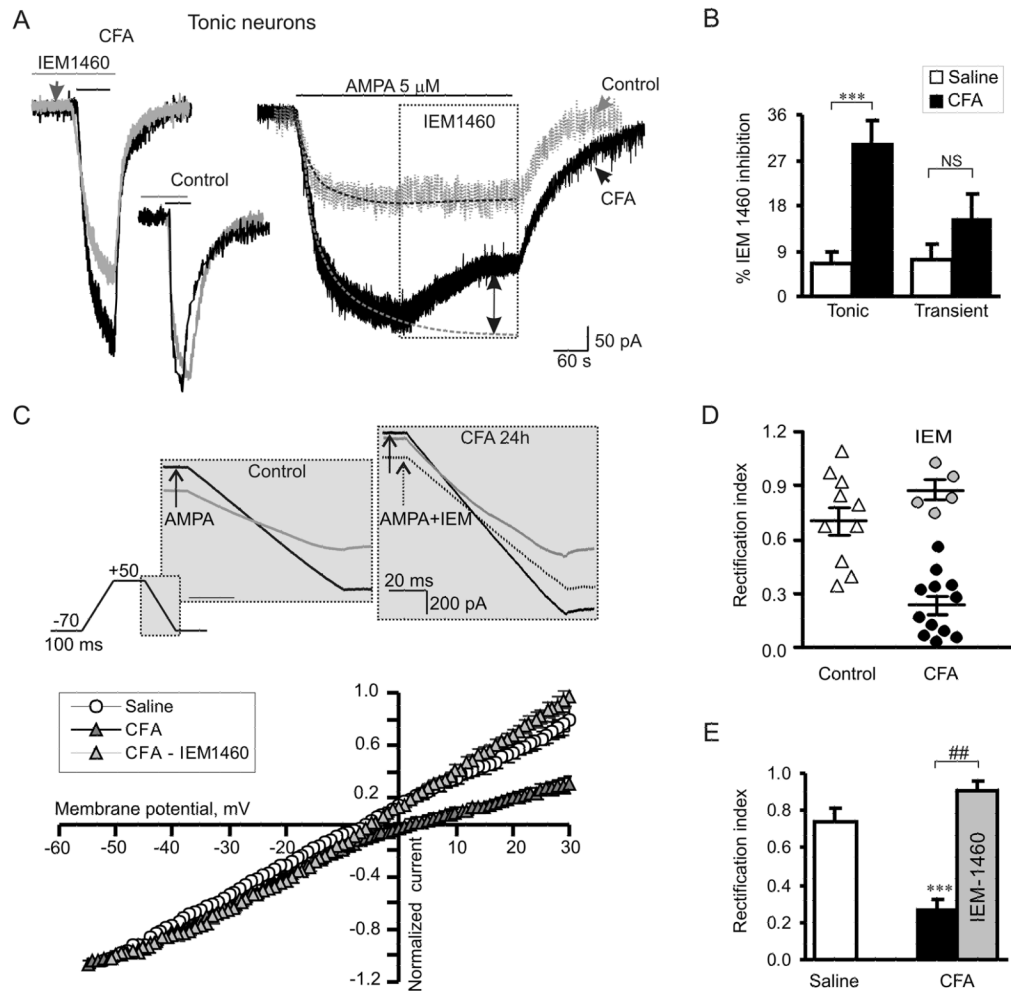 A
Tonic neurons
CFA
IEM1460
Control
AMPA 5 µM
IEM1460
Control
CFA
50 pA
60 s
B
Saline
CFA
% IEM 1460 inhibition
36
27
18
9
0
***
NS
Tonic
Transient
C
Control
AMPA
CFA 24h
AMPA+IEM
20 ms
200 pA
+50
-70
100 ms
Saline
CFA
CFA - IEM1460
Membrane potential, mV
Normalized current
1.0
0.6
0.2
-0.4
-0.8
-1.2
-60 -50 -40 -30 -20 0 10 20 30
D
Rectification index
1.2
0.9
0.6
0.3
0.0
IEM
Control
CFA
E
Rectification index
1.0
0.8
0.6
0.4
0.2
0.0
##
***
IEM-1460
Saline
CFA